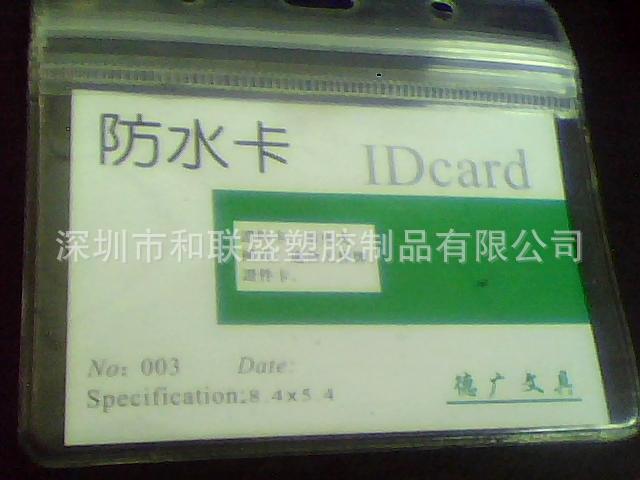 防水卡
IDcard
深圳市和联盛塑胶制品有限公司
證件卡.
No: 003 Date:
Specification:8.4x5.4
德广文具